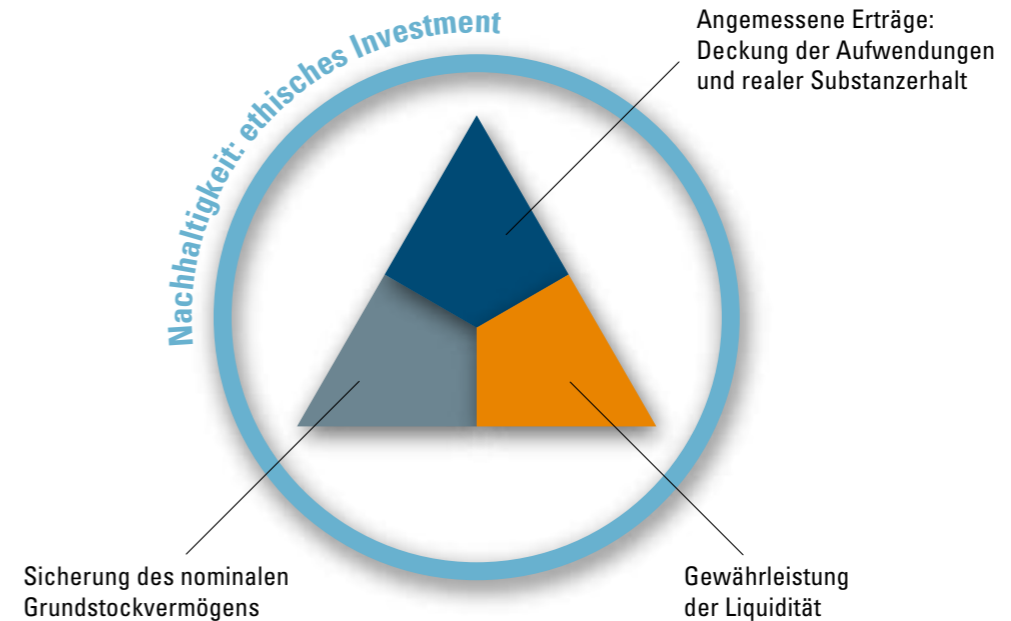 Nachhaltigkeit: ethisches Investment
Angemessene Erträge:
Deckung der Aufwendungen
und realer Substanzerhalt
Sicherung des nominalen
Grundstockvermögens
Gewährleistung
der Liquidität